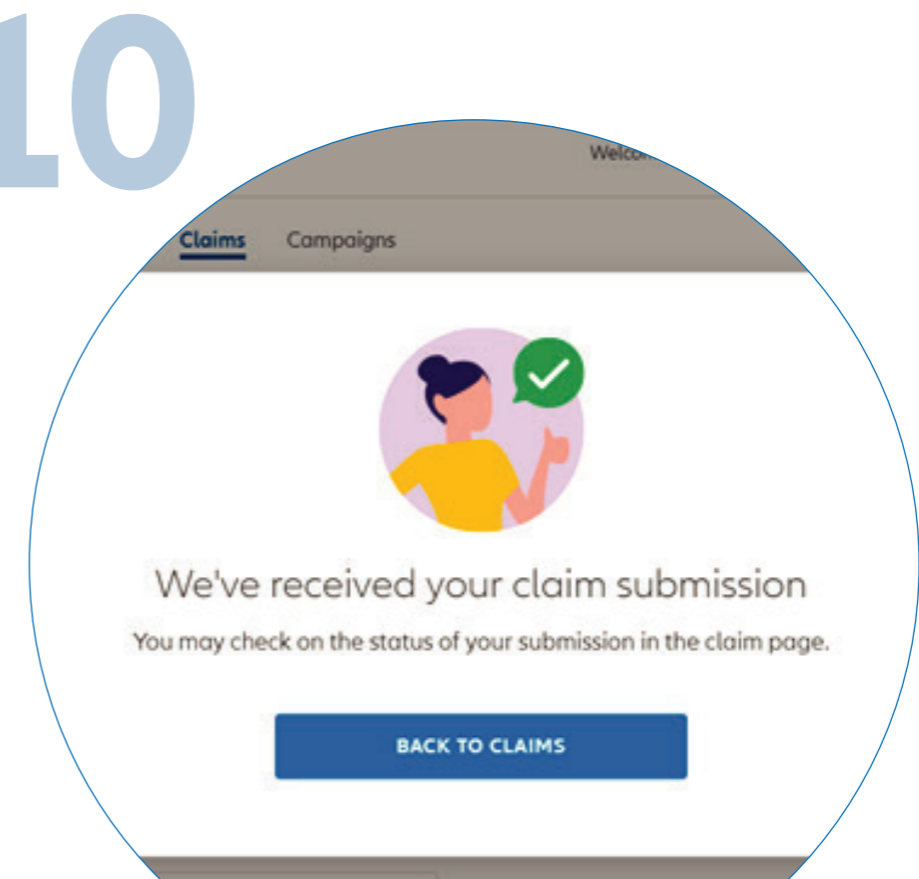 10
Claims Campaigns
We've received your claim submission
You may check on the status of your submission in the claim page.
BACK TO CLAIMS